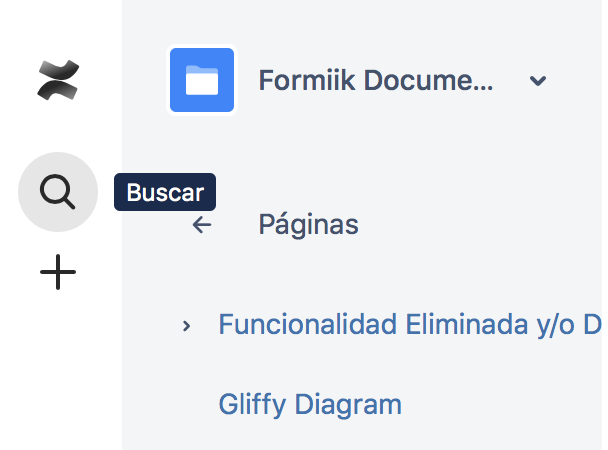 Formiik Docume...
Buscar
Páginas
Funcionalidad Eliminada y/o D
Gliffy Diagram